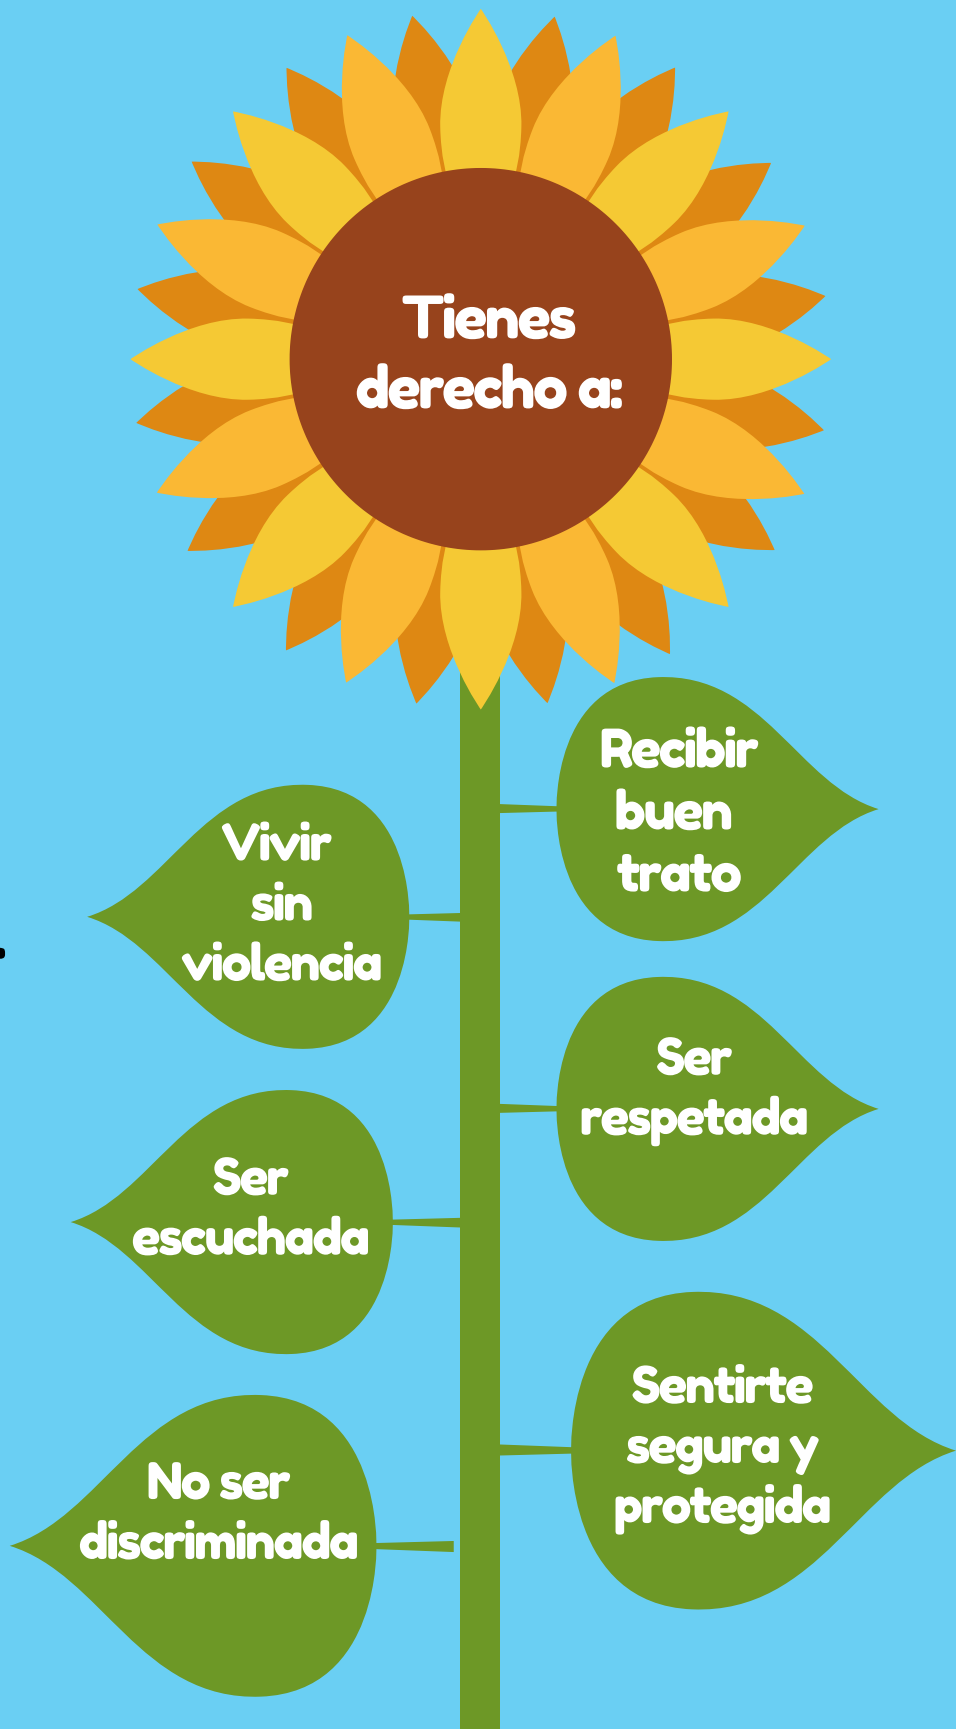 Tienes
derecho a:
Recibir
buen
trato
Vivir
sin
violencia
Ser
respetada
Ser
escuchada
Sentirte
segura y
protegida
No ser
discriminada